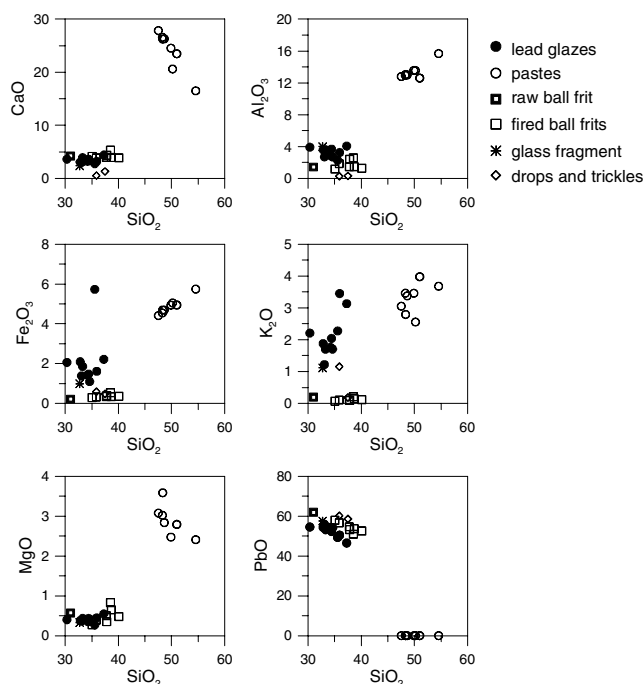 CaO
40
30
20
10
0
30 40 50 60
SiO₂
Al₂O₃
20
16
12
8
4
0
30 40 50 60
SiO₂
lead glazes
pastes
raw ball frit
fired ball frits
glass fragment
drops and trickles
Fe₂O₃
8
6
4
2
0
30 40 50 60
SiO₂
K₂O
5
4
3
2
1
0
30 40 50 60
SiO₂
MgO
4
3
2
1
0
30 40 50 60
SiO₂
PbO
80
60
40
20
0
30 40 50 60
SiO₂